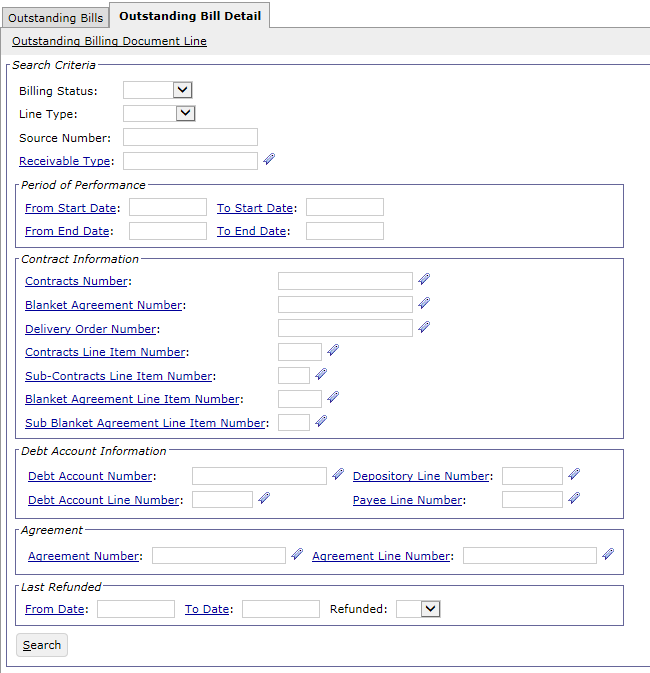 Outstanding Bills Outstanding Bill Detail
Outstanding Billing Document Line
Search Criteria
Billing Status:
Line Type:
Source Number:
Receivable Type:
Period of Performance
From Start Date: To Start Date:
From End Date: To End Date:
Contract Information
Contracts Number:
Blanket Agreement Number:
Delivery Order Number:
Contracts Line Item Number:
Sub-Contracts Line Item Number:
Blanket Agreement Line Item Number:
Sub Blanket Agreement Line Item Number:
Debt Account Information
Debt Account Number: Depository Line Number:
Debt Account Line Number: Payee Line Number:
Agreement
Agreement Number: Agreement Line Number:
Last Refunded
From Date: To Date: Refunded:
Search